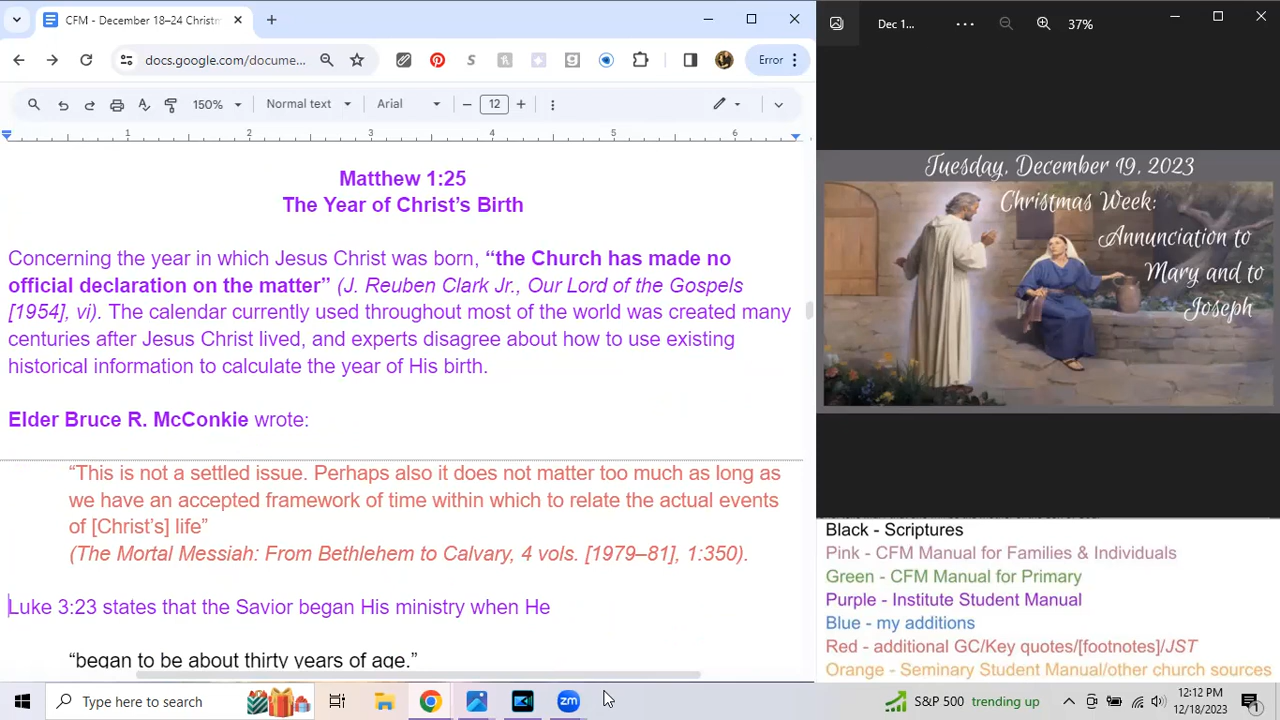 CFM - December 18–24 Christm
docs.google.com/docume...
Error
150%
Normal text
Arial
12
1 2 3 4 5 6
Matthew 1:25
The Year of Christ’s Birth
Concerning the year in which Jesus Christ was born, “the Church has made no
official declaration on the matter” (J. Reuben Clark Jr., Our Lord of the Gospels
[1954], vi). The calendar currently used throughout most of the world was created many
centuries after Jesus Christ lived, and experts disagree about how to use existing
historical information to calculate the year of His birth.
Elder Bruce R. McConkie wrote:
“This is not a settled issue. Perhaps also it does not matter too much as long as
we have an accepted framework of time within which to relate the actual events
of [Christ’s] life”
(The Mortal Messiah: From Bethlehem to Calvary, 4 vols. [1979–81], 1:350).
Luke 3:23 states that the Savior began His ministry when He
“began to be about thirty years of age.”
Dec 1...
37%
Tuesday, December 19, 2023
Christmas Week:
Annunciation to
Mary and to
Joseph
Black - Scriptures
Pink - CFM Manual for Families & Individuals
Green - CFM Manual for Primary
Purple - Institute Student Manual
Blue - my additions
Red - additional GC/Key quotes/[footnotes]/JST
Orange - Seminary Student Manual/other church sources
Type here to search
zm
S&P 500 trending up
12:12 PM
12/18/2023
1